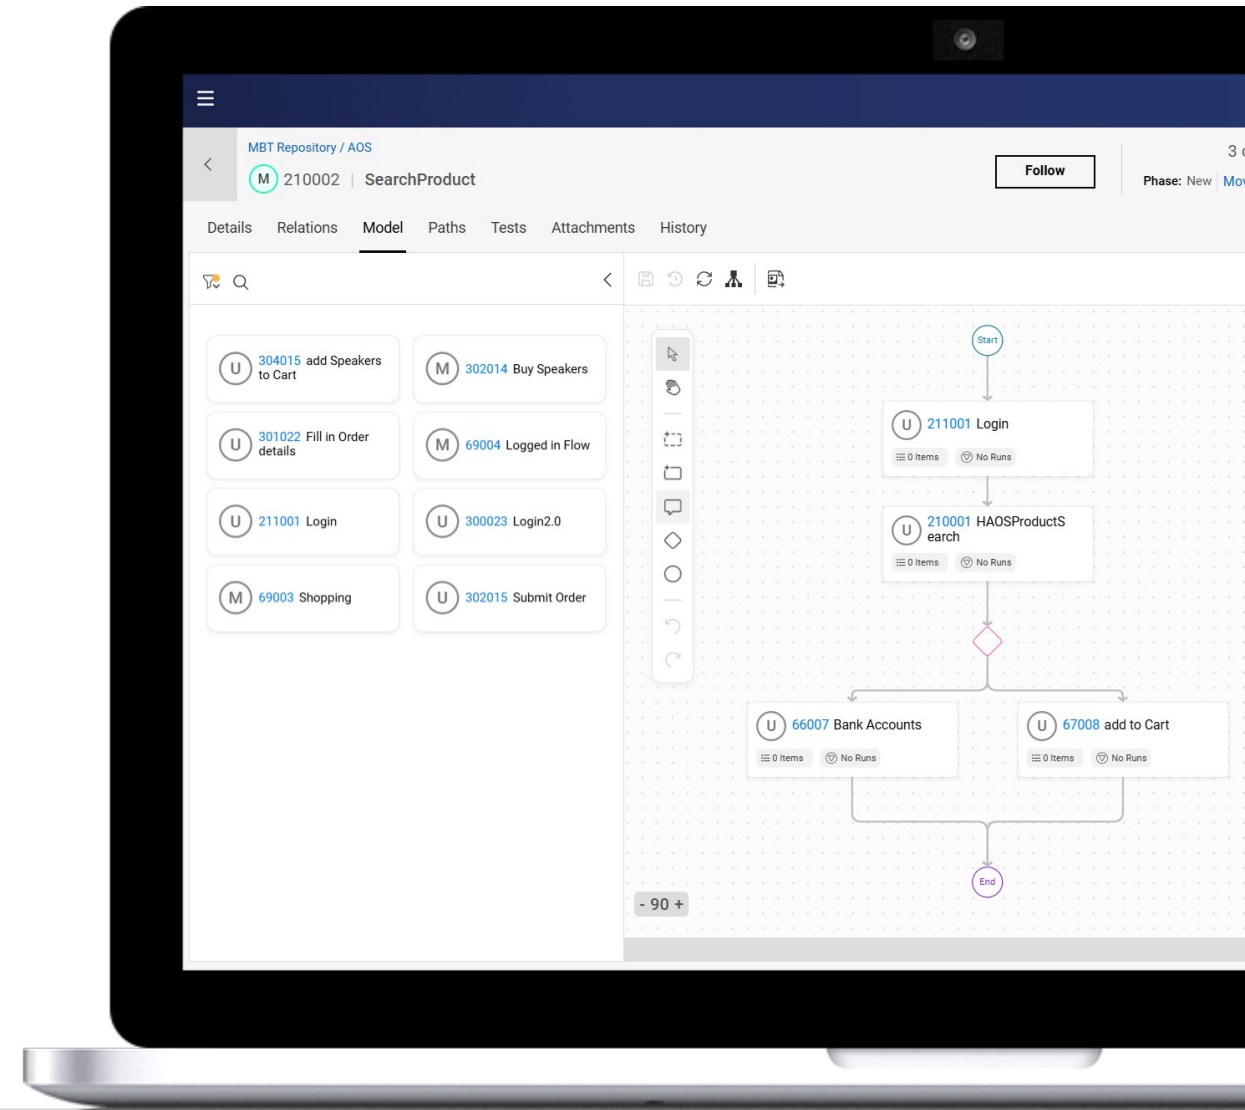 MBT Repository / AOS
M 210002 | SearchProduct
Follow
3
Phase: New
Details Relations Model Paths Tests Attachments History
U 304015 add Speakers
to Cart
M 302014 Buy Speakers
U 301022 Fill in Order
details
M 69004 Logged in Flow
U 211001 Login
U 300023 Login2.0
M 69003 Shopping
U 302015 Submit Order
Start
U 211001 Login
0 Items No Runs
U 210001 HAOSProductS
earch
0 Items No Runs
U 66007 Bank Accounts
0 Items No Runs
U 67008 add to Cart
0 Items No Runs
End
- 90 +